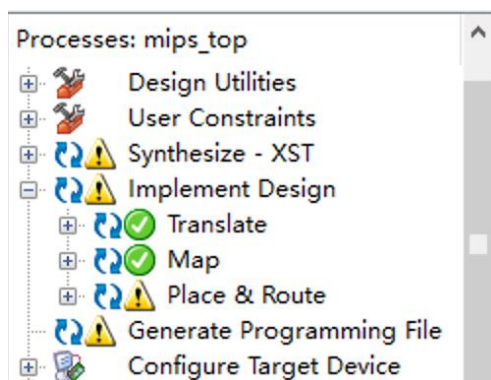 Processes: mips_top
Design Utilities
User Constraints
Synthesize - XST
Implement Design
Translate
Map
Place & Route
Generate Programming File
Configure Target Device